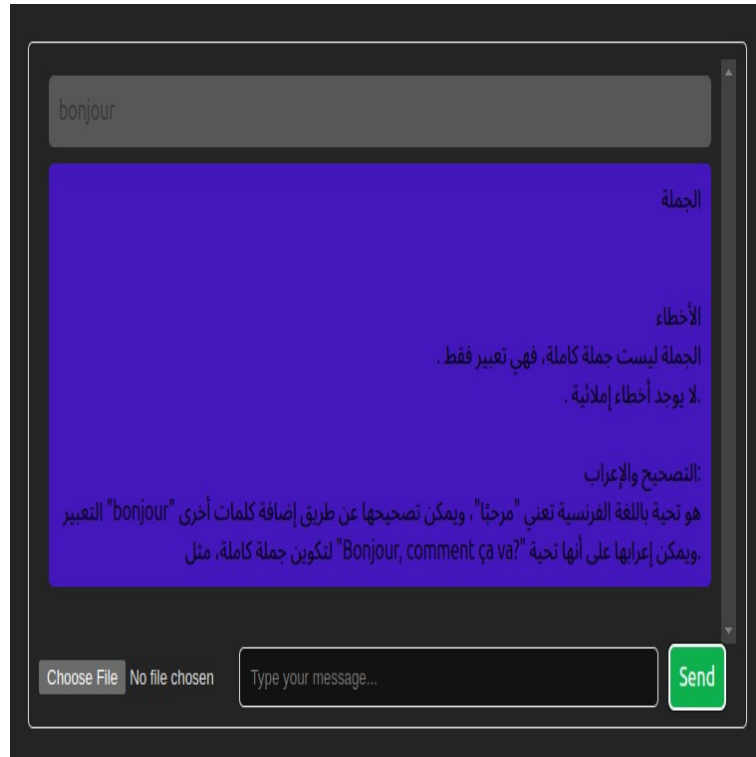 bonjour
الجملة
الأخطاء
الجملة ليست جملة كاملة، فهي تعبير فقط .
.لا يوجد أخطاء إملائية .
:التصحيح والإعراب
هو تحية باللغة الفرنسية تعني "مرحبًا"، ويمكن تصحيحها عن طريق إضافة كلمات أخرى "bonjour" التعبير
.ويمكن إعرابها على أنها تحية "Bonjour, comment ça va?" لتكوين جملة كاملة، مثل
Choose File No file chosen Type your message... Send